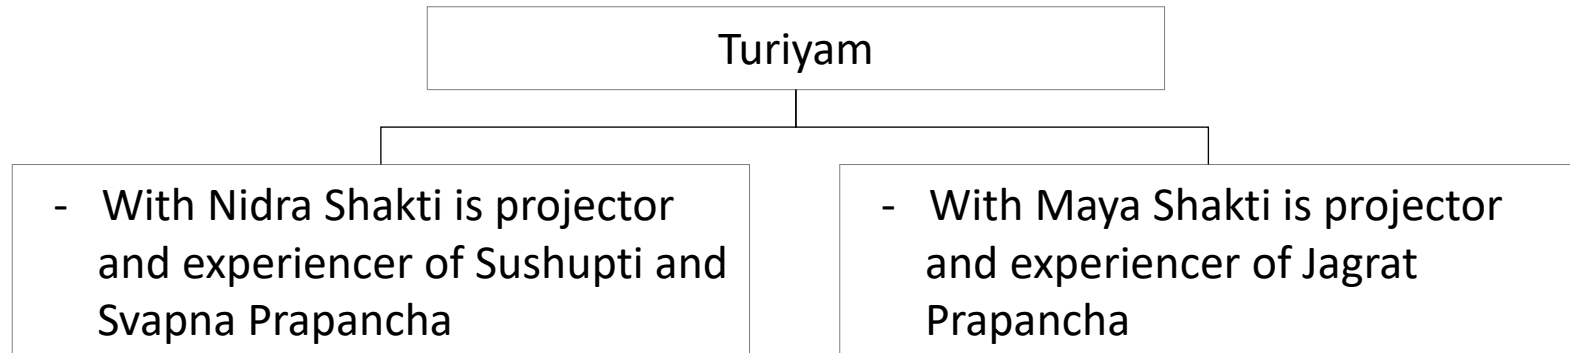 Turiyam
- With Nidra Shakti is projector
and experiencer of Sushupti and
Svapna Prapancha
- With Maya Shakti is projector
and experiencer of Jagrat
Prapancha